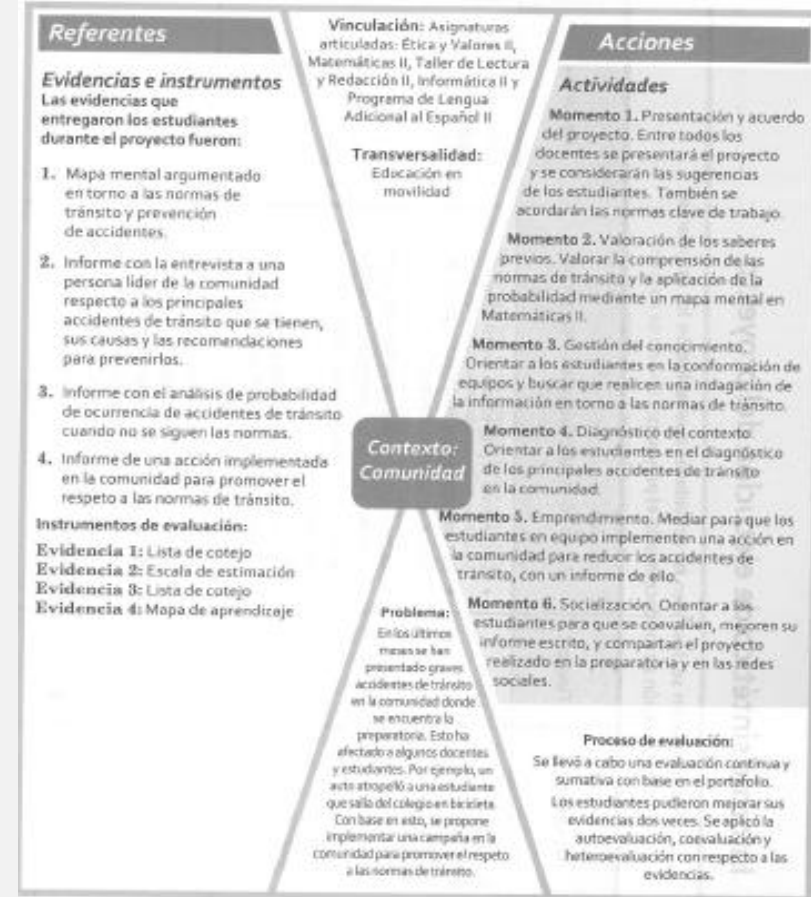 Referentes
Evidencias e instrumentos
Las evidencias que
entregaron los estudiantes
durante el proyecto fueron:
1. Mapa mental argumentado
en torno a las normas de
tránsito y prevención
de accidentes.
2. Informe con la entrevista a una
persona líder de la comunidad
respecto a los principales
accidentes de tránsito que se tienen,
sus causas y las recomendaciones
para prevenirlos.
3. Informe con el análisis de probabilidad
de ocurrencia de accidentes de tránsito
cuando no se siguen las normas.
4. Informe de una acción implementada
en la comunidad para promover el
respeto a las normas de tránsito.
Instrumentos de evaluación:
Evidencia 1: Lista de cotejo
Evidencia 2: Escala de estimación
Evidencia 3: Lista de cotejo
Evidencia 4: Mapa de aprendizaje
Vinculación: Asignaturas
articuladas: Ética y Valores II,
Matemáticas II, Taller de Lectura
y Redacción II, Informática II y
Programa de Lengua
Adicional al Español II
Transversalidad:
Educación en
movilidad
Contexto:
Comunidad
Problema:
En los últimos
meses se han
presentado graves
accidentes de tránsito
en la comunidad donde
se encuentra la
preparatoria. Esto ha
afectado a algunos docentes
y estudiantes. Por ejemplo, un
auto atropelló a una estudiante
que salía del colegio en bicicleta.
Con base en esto, se propone
implementar una campaña en la
comunidad para promover el respeto
a las normas de tránsito.
Acciones
Actividades
Momento 1. Presentación y acuerdo
del proyecto. Entre todos los
docentes se presentará el proyecto
y se considerarán las sugerencias
de los estudiantes. También se
acordarán las normas clave de trabajo.
Momento 2. Valoración de los saberes
previos. Valorar la comprensión de las
normas de tránsito y la aplicación de la
probabilidad mediante un mapa mental en
Matemáticas II.
Momento 3. Gestión del conocimiento.
Orientar a los estudiantes en la conformación de
equipos y buscar que realicen una indagación de
la información en torno a las normas de tránsito.
Momento 4. Diagnóstico del contexto.
Orientar a los estudiantes en el diagnóstico
de los principales accidentes de tránsito
en la comunidad.
Momento 5. Emprendimiento. Mediar para que los
estudiantes en equipo implementen una acción en
la comunidad para reducir los accidentes de
tránsito, con un informe de ello.
Momento 6. Socialización. Orientar a los
estudiantes para que se coevaluen, mejoren su
informe escrito, y compartan el proyecto
realizado en la preparatoria y en las redes
sociales.
Proceso de evaluación:
Se llevó a cabo una evaluación continua y
sumativa con base en el portafolio.
Los estudiantes pudieron mejorar sus
evidencias dos veces. Se aplicó la
autoevaluación, coevaluación y
heteroevaluación con respecto a las
evidencias.